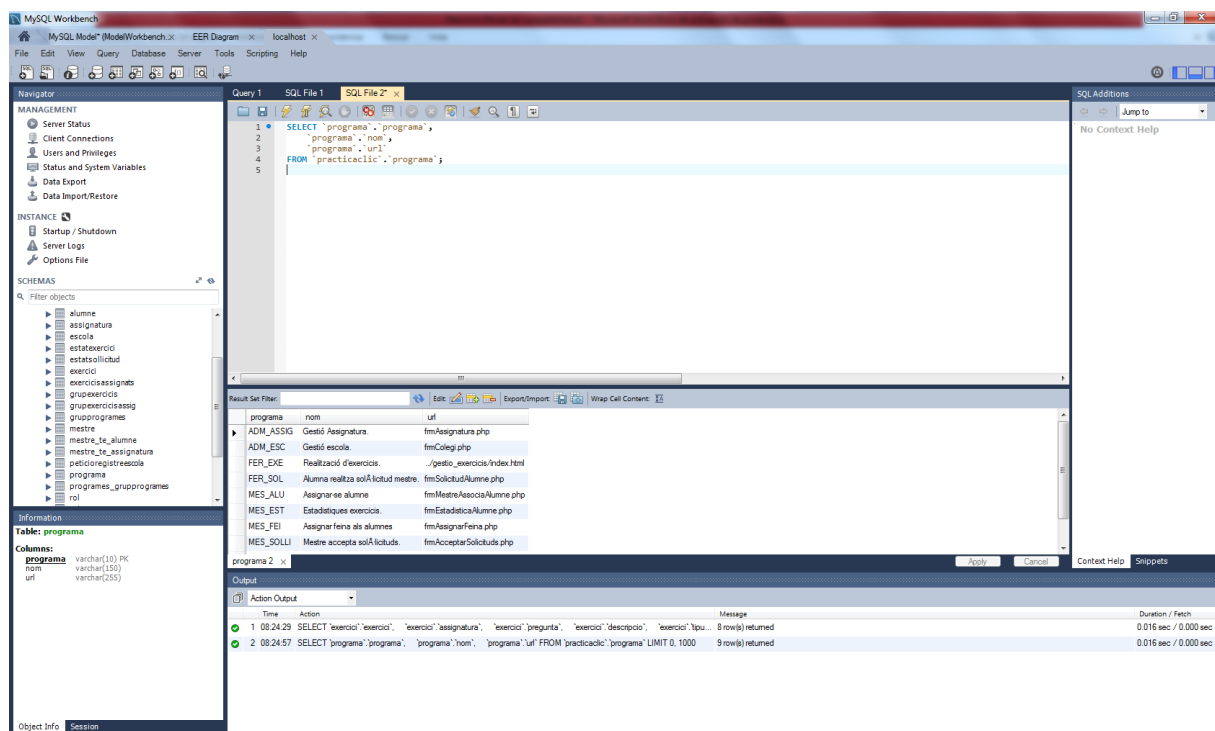 MySQL Workbench
MySQL Model* (ModelWorkbench.× EER Diagram × localhost ×
File Edit View Query Database Server Tools Scripting Help
Navigator
MANAGEMENT
Server Status
Client Connections
Users and Privileges
Status and System Variables
Data Export
Data Import/Restore
INSTANCE
Startup / Shutdown
Server Logs
Options File
SCHEMAS
Filter objects
alumne
assignatura
escola
estatexercici
estatsollicitud
exercici
exercicisassignats
grupexercicis
grupexercicisassig
grupprogrames
mestre
mestre_te_alumne
mestre_te_assignatura
peticioregistreescola
programa
programes_grupprogrames
rol
Information
Table: programa
Columns:
programa varchar(10) PK
nom varchar(150)
url varchar(255)
Object Info Session
Query 1 SQL File 1 SQL File 2* ×
1 SELECT `programa`.`programa`,
2 `programa`.`nom`,
3 `programa`.`url`
4 FROM `practicaclic`.`programa`;
5
Result Set Filter: Edit: Export/Import: Wrap Cell Content:
programa nom url
ADM_ASSIG Gestió Assignatura. frmAssignatura.php
ADM_ESC Gestió escola. frmColegi.php
FER_EXE Realització d'exercicis. ../gestio_exercicis/index.html
FER_SOL Alumna realitza solÂ·licitud mestre. frmSolicitudAlumne.php
MES_ALU Assignar-se alumne frmMestreAssociaAlumne.php
MES_EST Estadistiques exercicis. frmEstadisticaAlumne.php
MES_FEI Assignar feina als alumnes frmAssignarFeina.php
MES_SOLLI Mestre accepta solÂ·licituds. frmAcceptarSolicituds.php
programa 2 × Apply Cancel
Output
Action Output
Time Action Message Duration / Fetch
1 08:24:29 SELECT `exercici`.`exercici`, `exercici`.`assignatura`, `exercici`.`pregunta`, `exercici`.`descripcio`, `exercici`.`tipu... 8 row(s) returned 0.016 sec / 0.000 sec
2 08:24:57 SELECT `programa`.`programa`, `programa`.`nom`, `programa`.`url` FROM `practicaclic`.`programa` LIMIT 0, 1000 9 row(s) returned 0.016 sec / 0.000 sec
SQL Additions
Jump to
No Context Help
Context Help Snippets